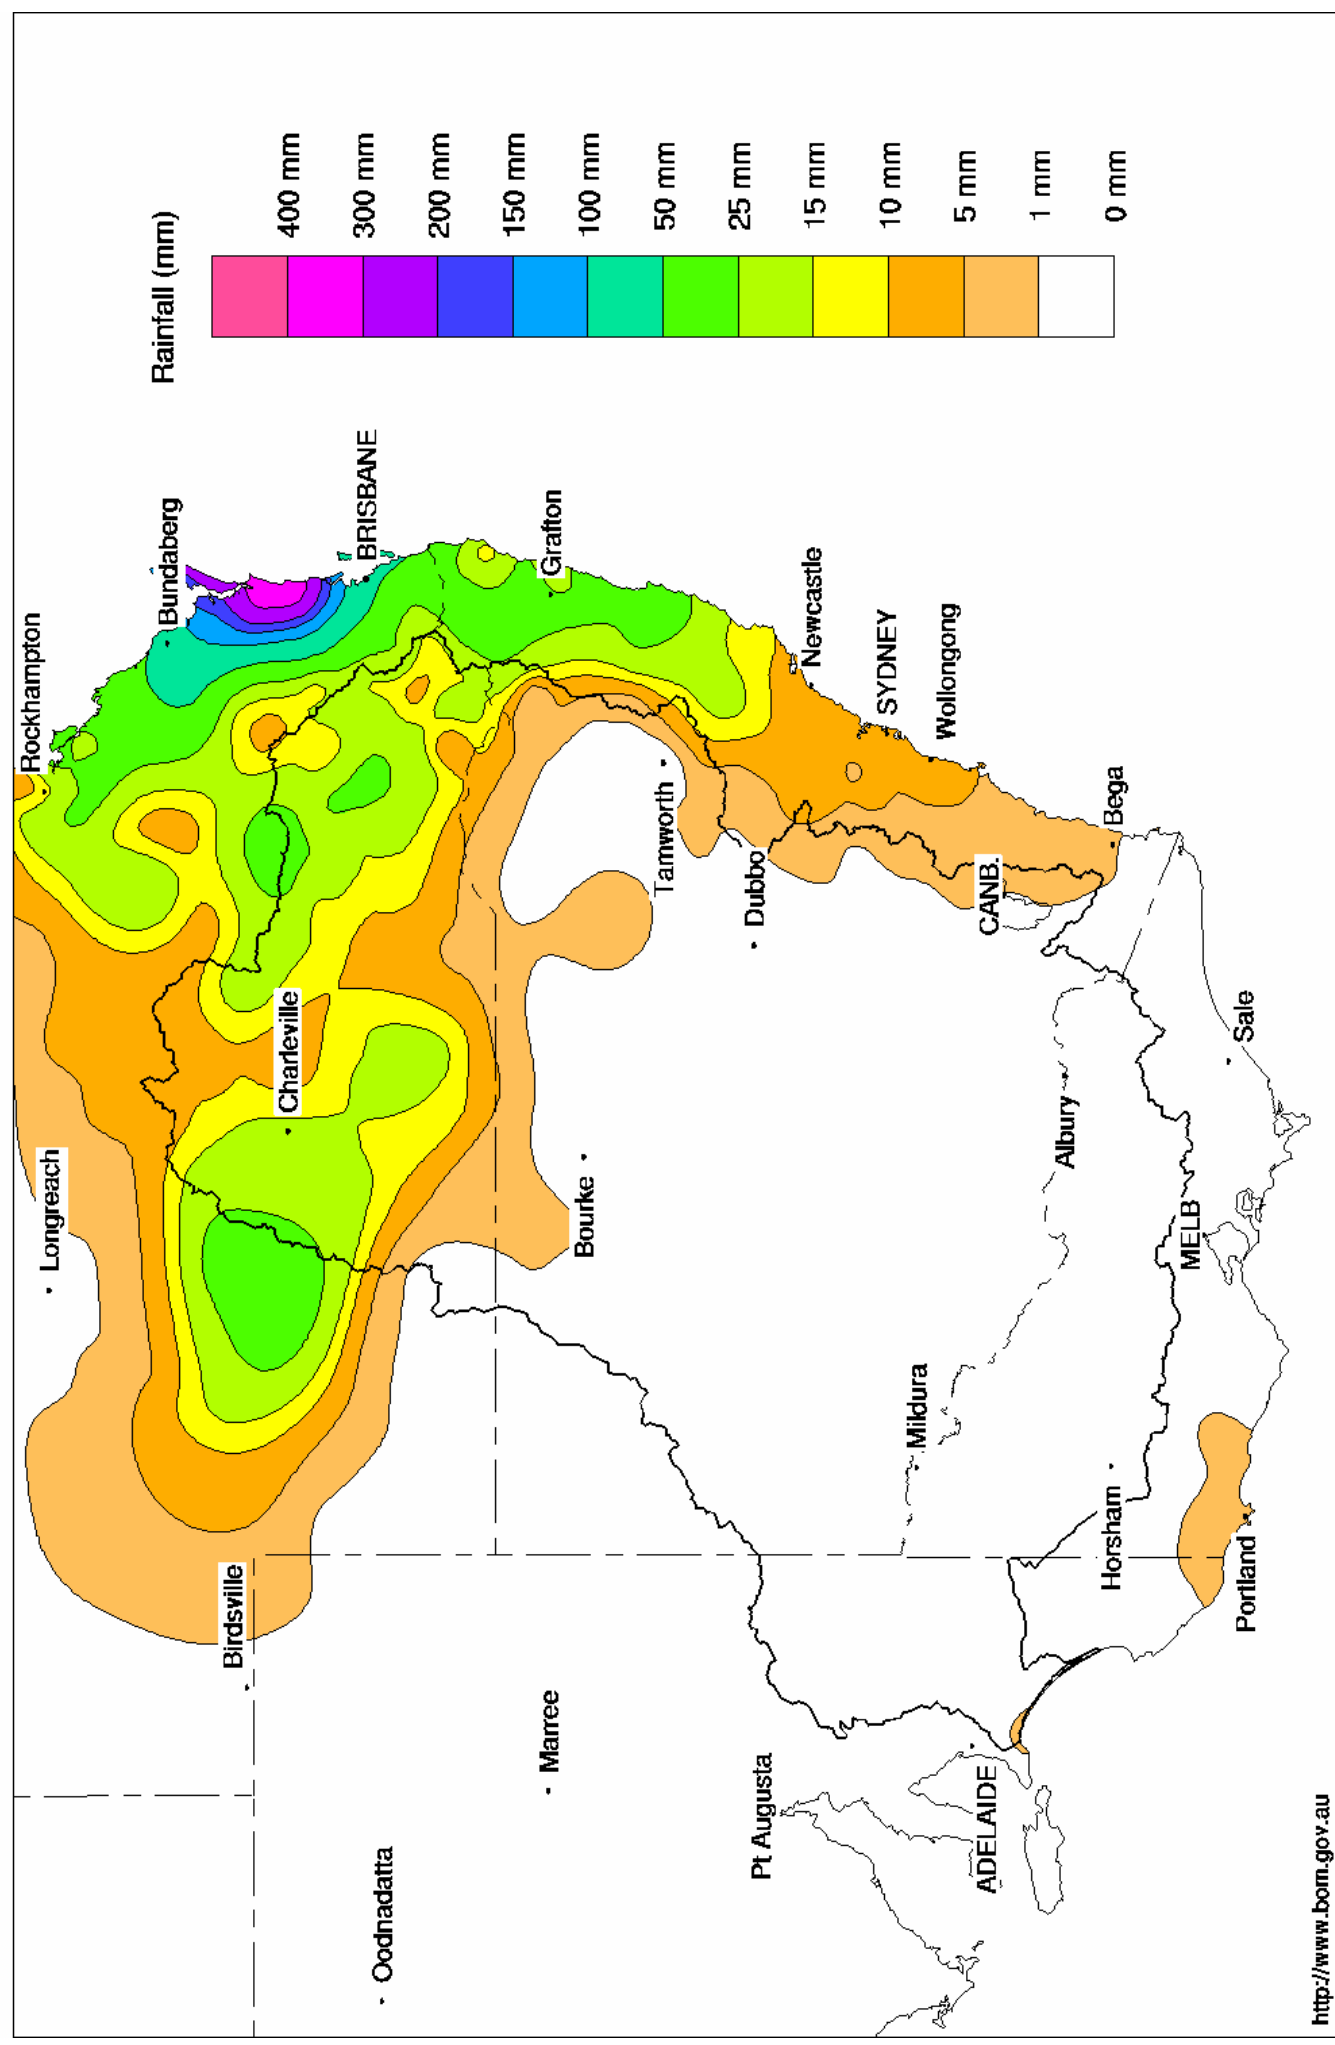 Rainfall (mm)
400 mm
300 mm
200 mm
150 mm
100 mm
50 mm
25 mm
15 mm
10 mm
5 mm
1 mm
0 mm
Rockhampton
Bundaberg
BRISBANE
Grafton
Newcastle
SYDNEY
Wollongong
Bega
Tamworth
Dubbo
CANB.
Charleville
Longreach
Bourke
Albury
Sale
MELB
Mildura
Horsham
Portland
Birdsville
Marree
Pt Augusta
ADELAIDE
Oodnadatta
http://www.bom.gov.au